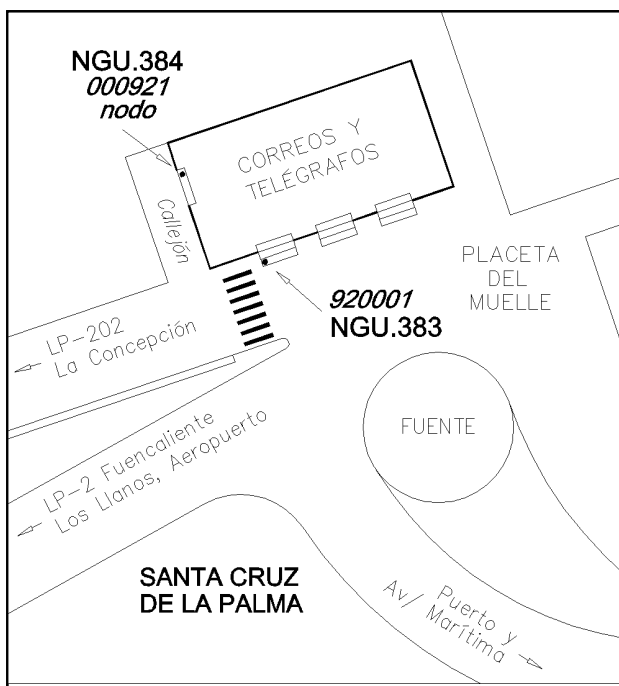 NGU.384
000921
nodo
CORREOS Y
TELÉGRAFOS
Callejón
PLACETA
DEL
MUELLE
920001
NGU.383
LP-202
La Concepción
FUENTE
LP-2 Fuencaliente
Los Llanos, Aeropuerto
SANTA CRUZ
DE LA PALMA
Puerto y
Av/ Marítima